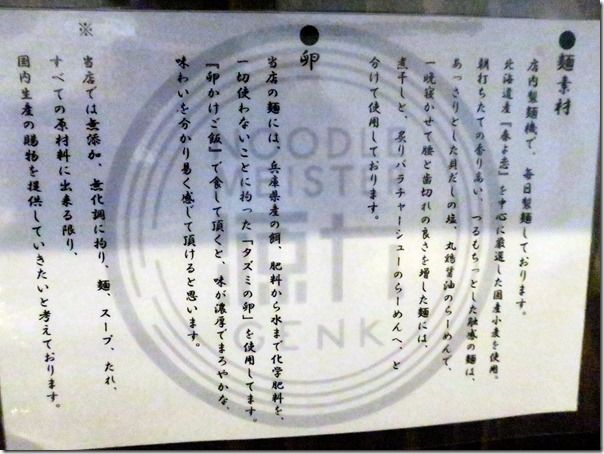 ●麺素材
店内製麺機で、毎日製麺しております。
北海道産『春よ恋』を中心に厳選した国産小麦を使用。
朝打ちたての香り高い、つるもちっとした触感の麺は、
あっさりとした貝だしの塩、丸鶏醤油のらーめんで、
一晩寝かせて腰と歯切れの良さを増した麺には、
煮干しと、炙りバラチャーシューのらーめんへ、と
分けて使用しております。
●卵
当店の麺には、兵庫県産の餌、肥料から水まで化学肥料を、
一切使わないことに拘った『タズミの卵』を使用してます。
『卵かけご飯』で食して頂くと、味が濃厚でまろやかな、
味わいを分かり易く感じて頂けると思います。
※
当店では無添加、無化調に拘り、麺、スープ、たれ、
すべての原材料に出来る限り、
国内生産の賜物を提供していきたいと考えております。
NOODLE
MEISTER
GENK